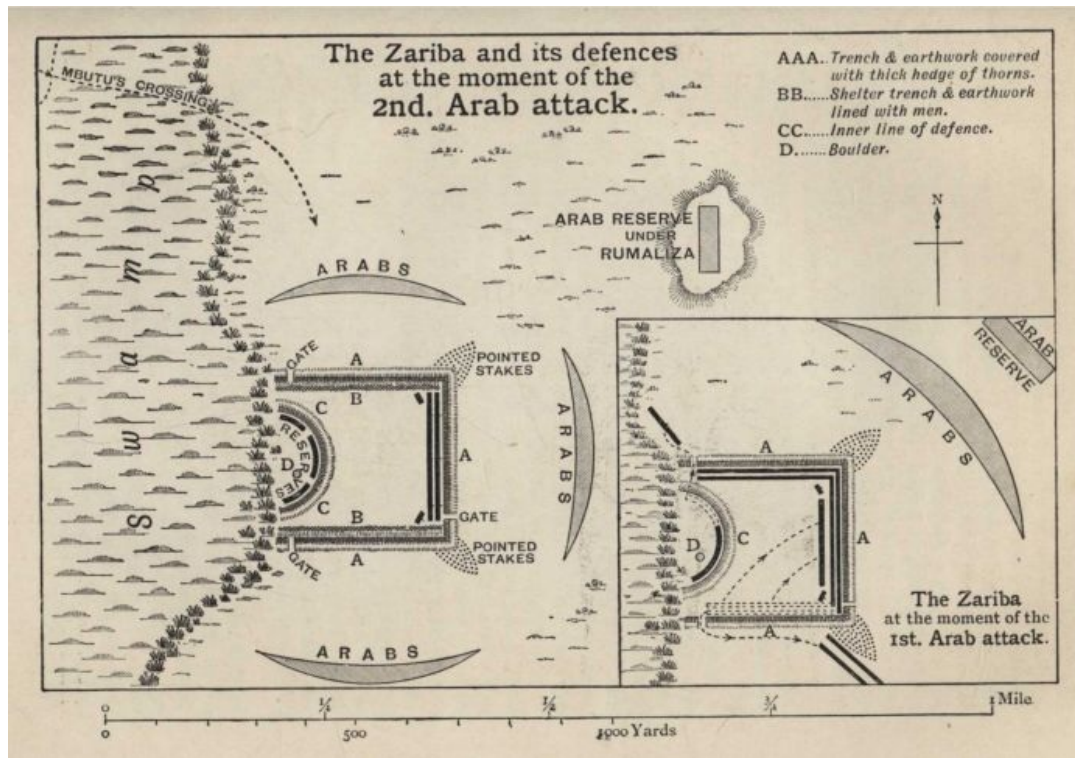 The Zariba and its defences
at the moment of the
2nd. Arab attack.
AAA.. Trench & earthwork covered
with thick hedge of thorns.
BB..... Shelter trench & earthwork
lined with men.
CC..... Inner line of defence.
D. ...... Boulder.
MBUTU'S CROSSING
Swamp
N
ARAB RESERVE
UNDER
RUMALIZA
ARABS
GATE
A
POINTED
STAKES
B
C
RESERVES
D
A
ARABS
C
B
GATE
A
GATE
POINTED
STAKES
ARABS
ARAB
RESERVE
ARABS
A
C
D
A
A
The Zariba
at the moment of the
1st. Arab attack.
0 1/4 1/2 3/4 1 Mile
0 500 1000 Yards